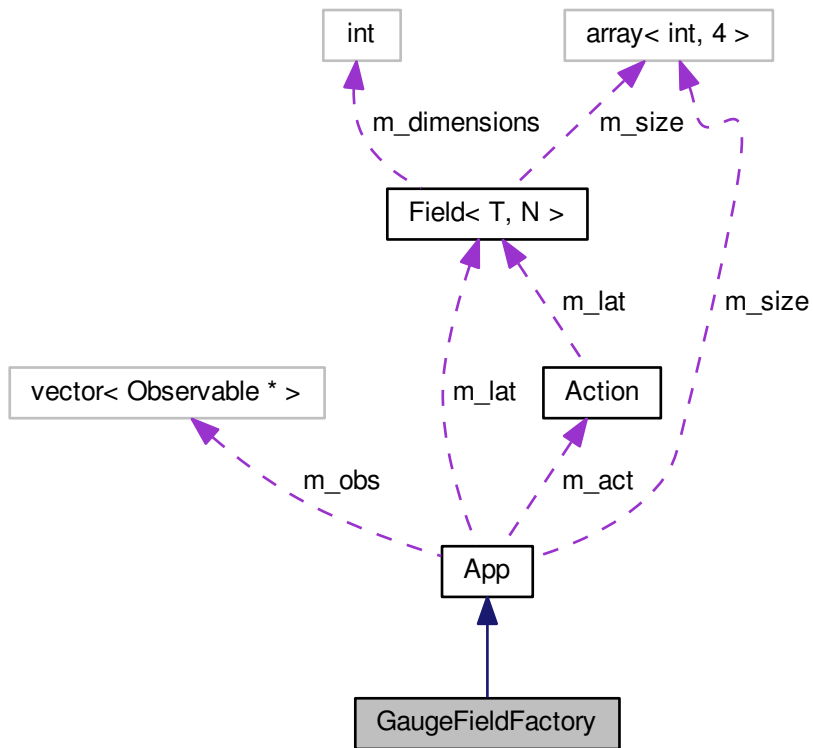 int
array< int, 4 >
m_dimensions
m_size
Field< T, N >
m_lat
m_size
vector< Observable * >
m_lat
Action
m_obs
m_act
App
GaugeFieldFactory